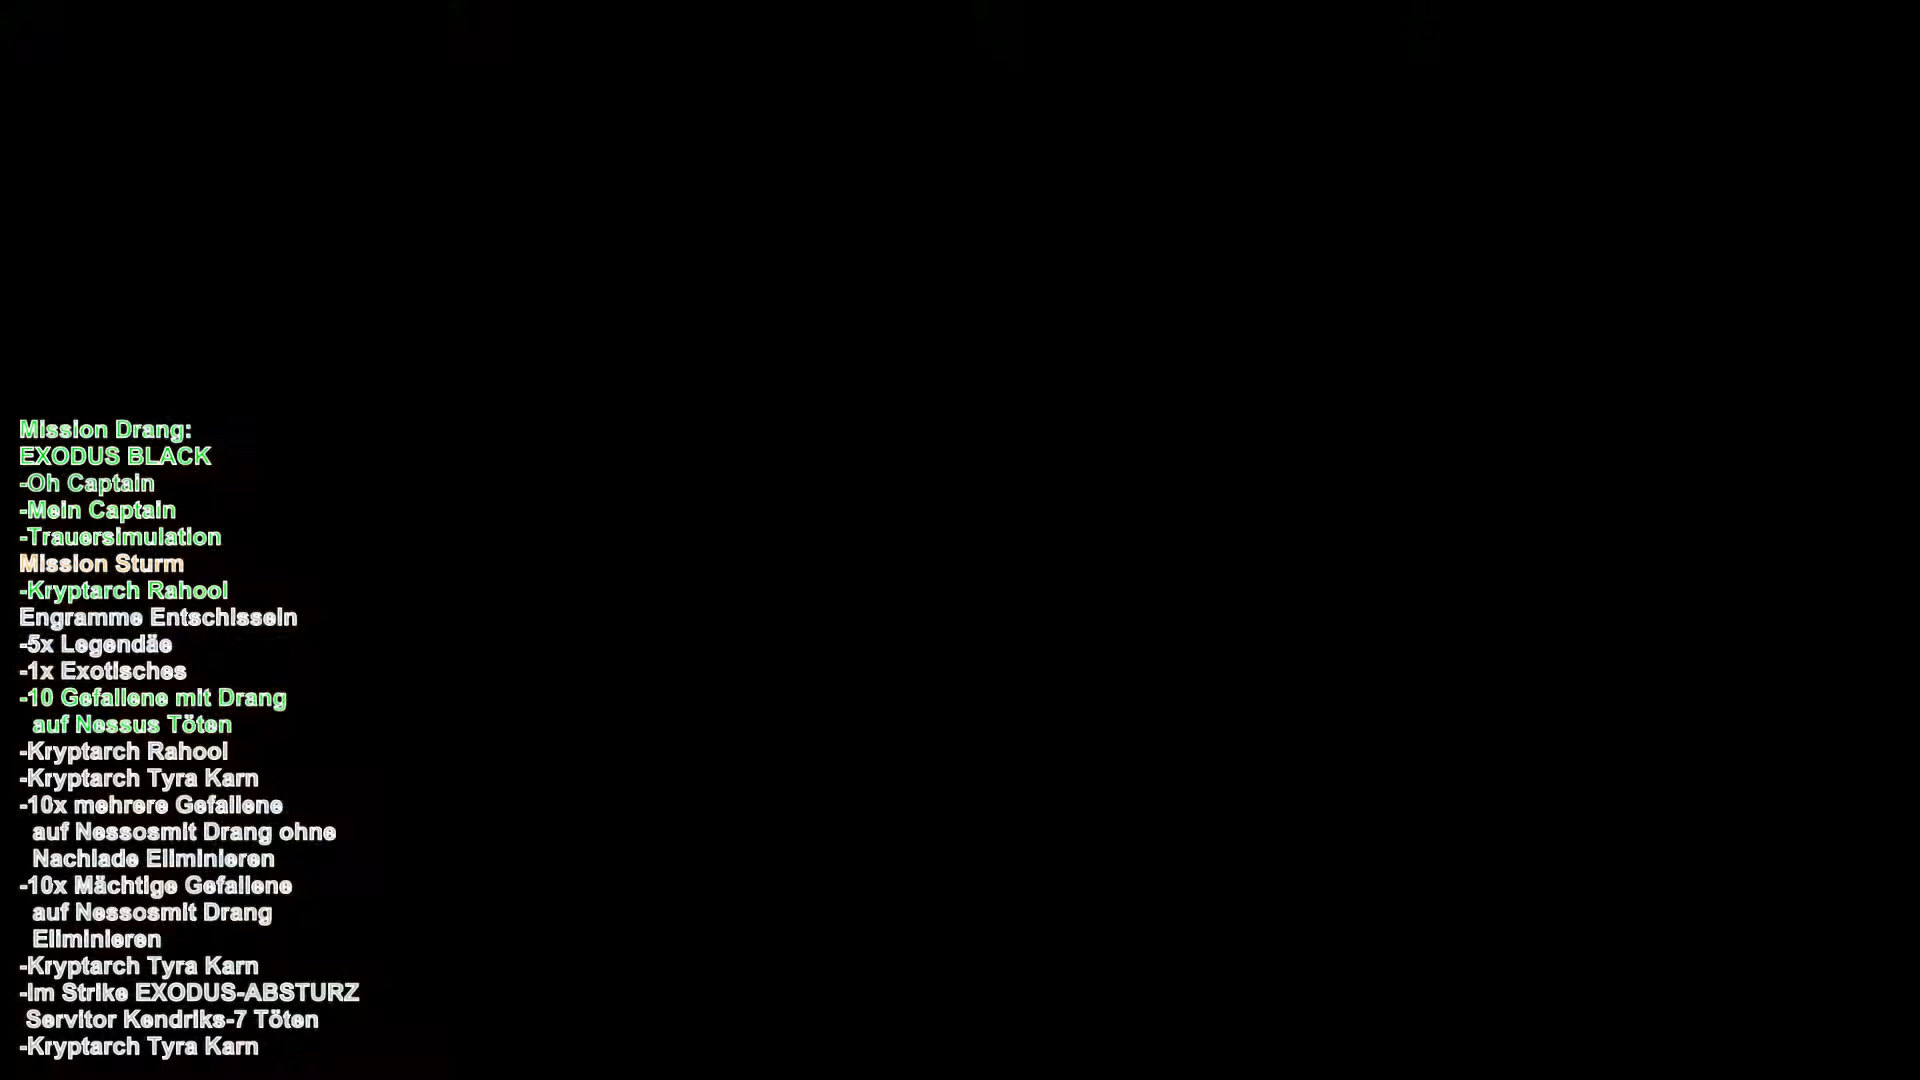 Mission Drang:
EXODUS BLACK
-Oh Captain
-Mein Captain
-Trauersimulation
Mission Sturm
-Kryptarch Rahool
Engramme Entschisseln
-5x Legendäe
-1x Exotisches
-10 Gefallene mit Drang
auf Nessus Töten
-Kryptarch Rahool
-Kryptarch Tyra Karn
-10x mehrere Gefallene
auf Nessosmit Drang ohne
Nachlade Eliminieren
-10x Mächtige Gefallene
auf Nessosmit Drang
Eliminieren
-Kryptarch Tyra Karn
-Im Strike EXODUS-ABSTURZ
Servitor Kendriks-7 Töten
-Kryptarch Tyra Karn